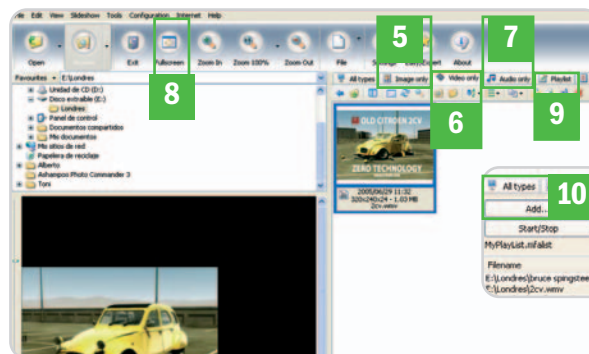 File Edit View Slideshow Tools Configuration Internet Help
Open
Exit
Fullscreen
Zoom In
Zoom 100%
Zoom Out
File
Expert
About
5
7
8
6
9
10
Favourites E:\Londres
Unidad de CD (D:)
Disco extraíble (E:)
Londres
Panel de control
Documentos compartidos
Mis documentos
Mis sitios de red
Papelera de reciclaje
Alberto
Ashampoo Photo Commander 3
Toni
All types
Image only
Video only
Audio only
Playlist
OLD CITROEN 2CV
ZERO TECHNOLOGY
2005/06/29 11:32
320x240x24 - 1.03 MB
2cv.wmv
All types
Add...
Start/Stop
MyPlayList.mfalist
Filename
E:\Londres\bruce spingstee
E:\Londres\2cv.wmv